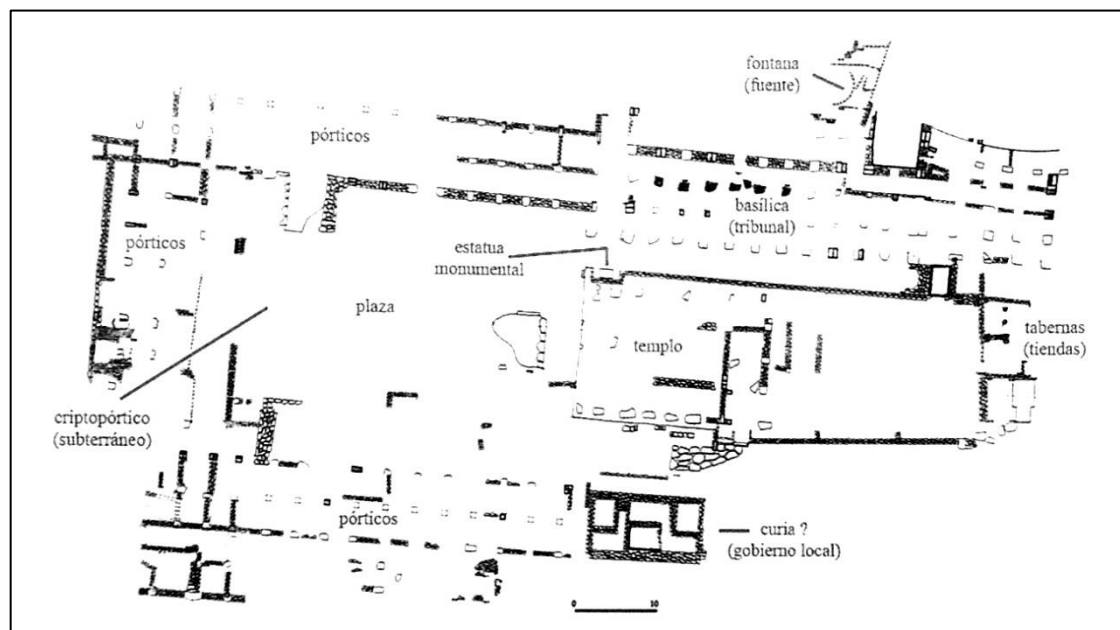 fontana
(fuente)
pórticos
basílica
(tribunal)
pórticos
estatua
monumental
plaza
templo
tabernas
(tiendas)
criptopórtico
(subterráneo)
pórticos
curia ?
(gobierno local)
0 10